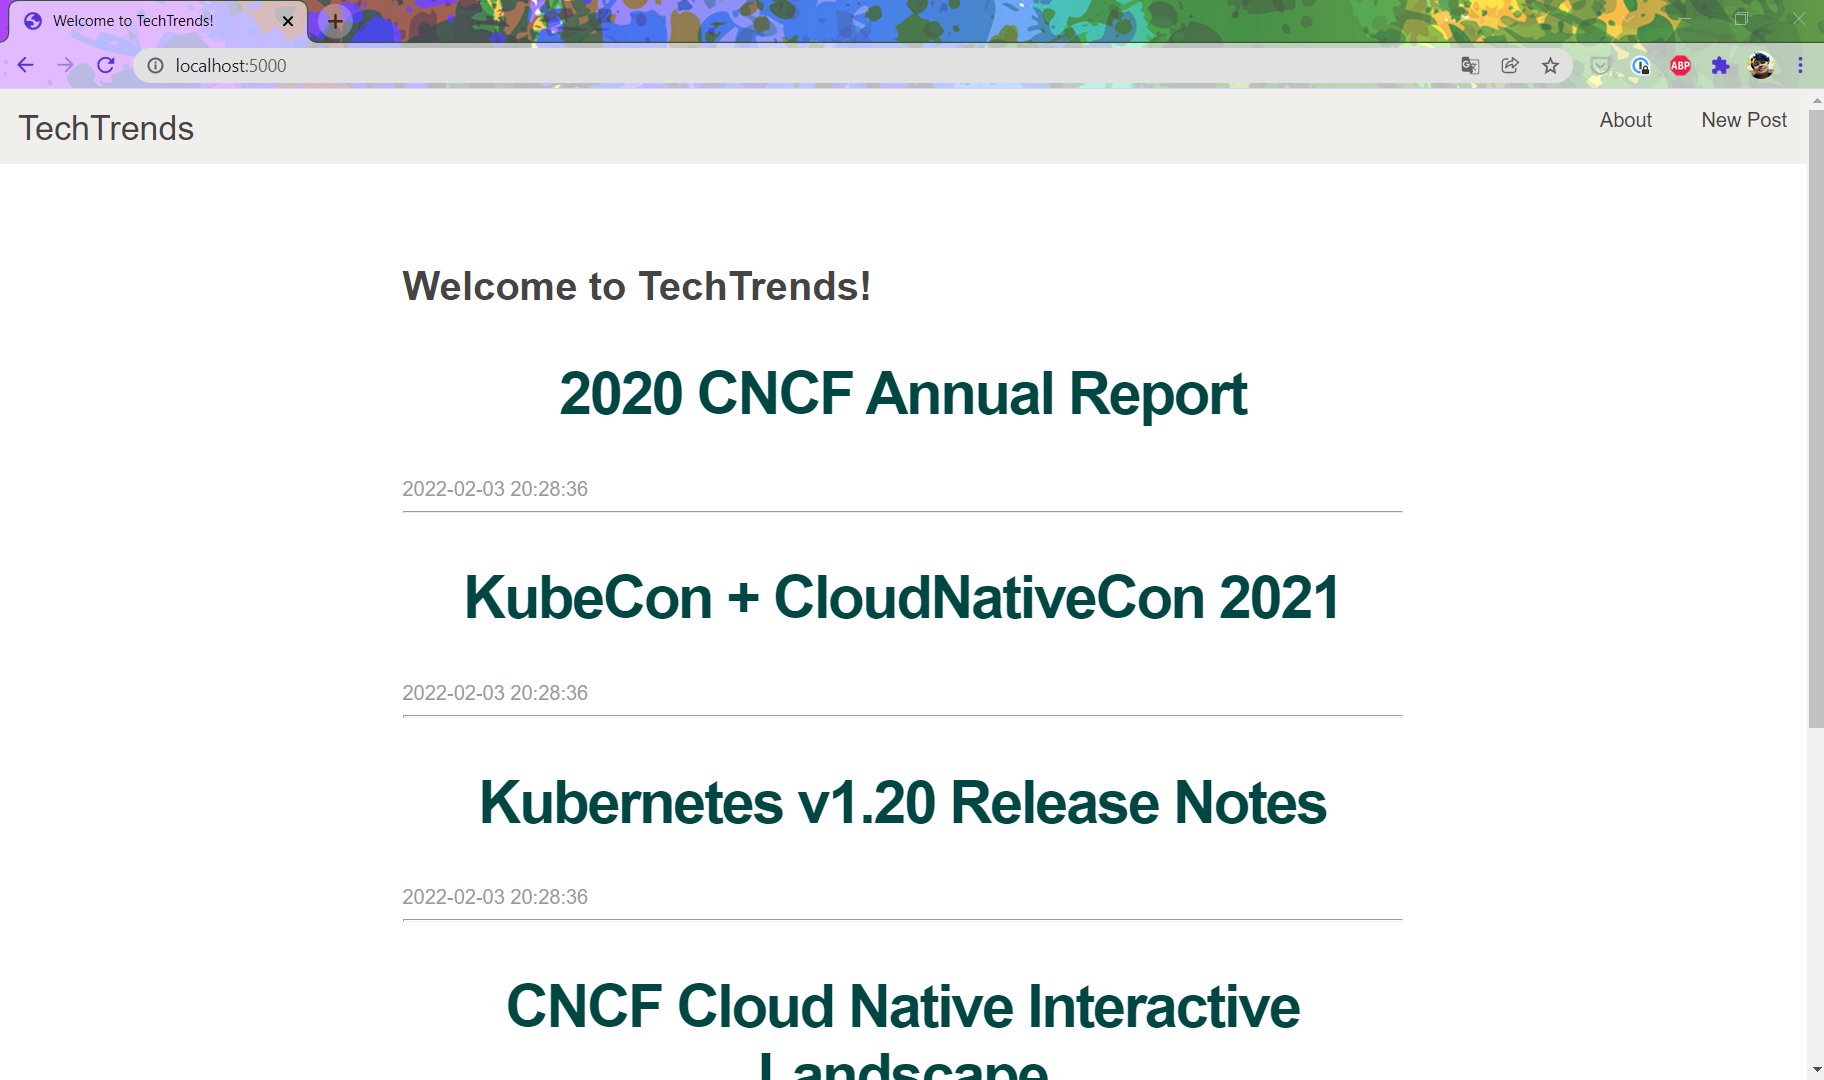 Welcome to TechTrends!
localhost:5000
ABP
TechTrends
About
New Post
Welcome to TechTrends!
2020 CNCF Annual Report
2022-02-03 20:28:36
KubeCon + CloudNativeCon 2021
2022-02-03 20:28:36
Kubernetes v1.20 Release Notes
2022-02-03 20:28:36
CNCF Cloud Native Interactive
Landscape